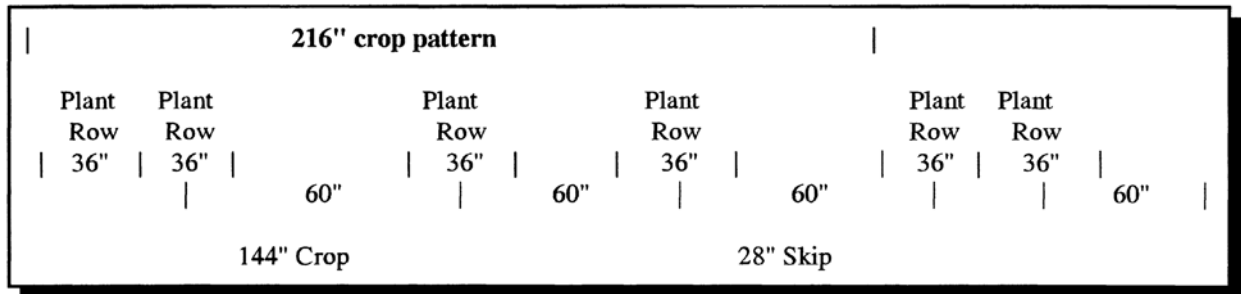 216" crop pattern
Plant Plant Plant Plant Plant Plant
Row Row Row Row Row Row
36" 36" 36" 36" 36" 36"
60" 60" 60" 60"
144" Crop 28" Skip